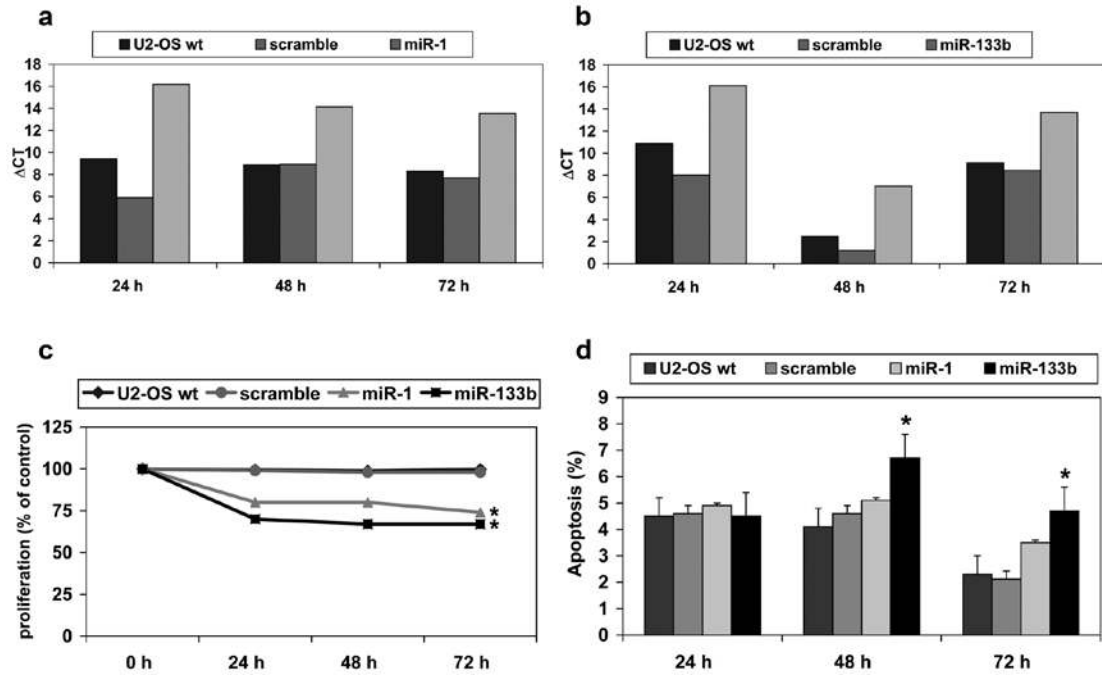 a
U2-OS wt scramble miR-1
18
16
14
12
10
8
6
4
2
0
ΔCT
24 h 48 h 72 h
b
U2-OS wt scramble miR-133b
18
16
14
12
10
8
6
4
2
0
ΔCT
24 h 48 h 72 h
c
U2-OS wt scramble miR-1 miR-133b
125
100
75
50
25
0
proliferation (% of control)
*
*
0 h 24 h 48 h 72 h
d
U2-OS wt scramble miR-1 miR-133b
9
8
7
6
5
4
3
2
1
0
Apoptosis (%)
*
*
24 h 48 h 72 h